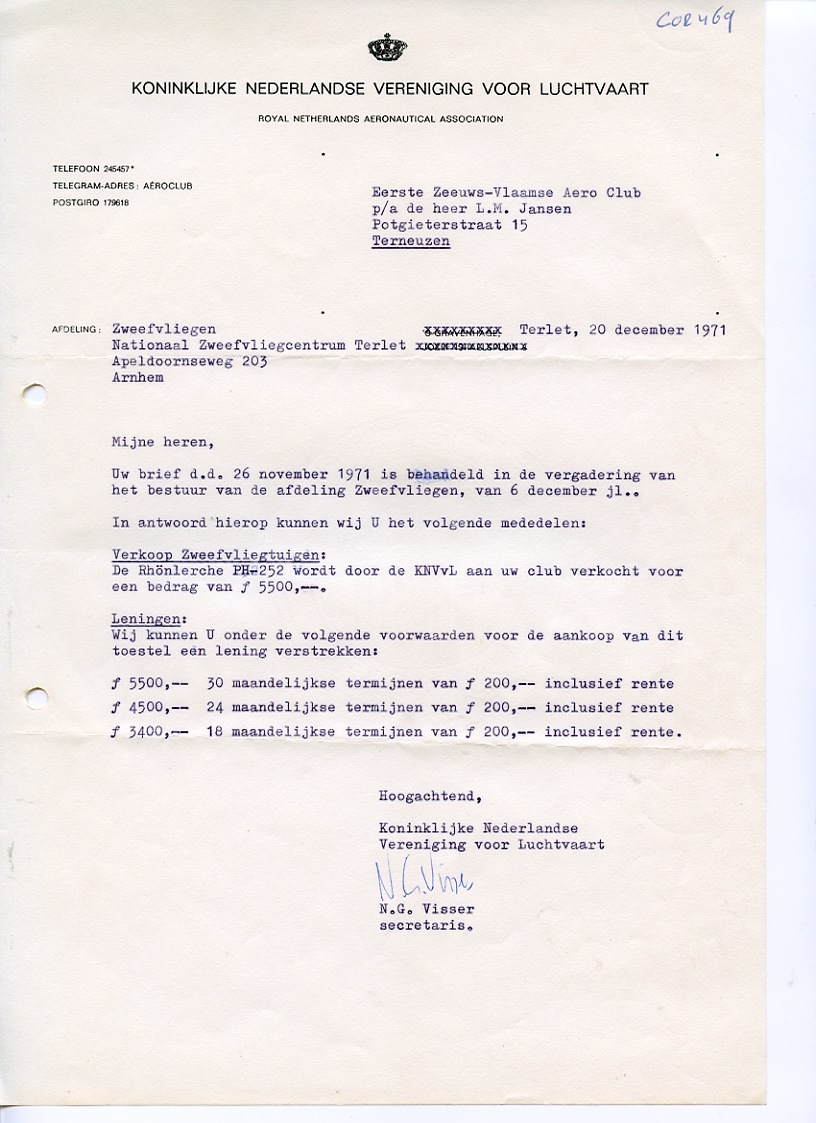 COR 469
KONINKLIJKE NEDERLANDSE VERENIGING VOOR LUCHTVAART
ROYAL NETHERLANDS AERONAUTICAL ASSOCIATION
TELEFOON 245457*
TELEGRAM-ADRES: AËROCLUB
POSTGIRO 179618
Eerste Zeeuws-Vlaamse Aero Club
p/a de heer L.M. Jansen
Potgieterstraat 15
Terneuzen
AFDELING: Zweefvliegen 's-GRAVENHAGE, Terlet, 20 december 1971
Nationaal Zweefvliegcentrum Terlet
Apeldoornseweg 203
Arnhem
Mijne heren,
Uw brief d.d. 26 november 1971 is behandeld in de vergadering van
het bestuur van de afdeling Zweefvliegen, van 6 december jl..
In antwoord hierop kunnen wij U het volgende mededelen:
Verkoop Zweefvliegtuigen:
De Rhönlerche PH-252 wordt door de KNVvL aan uw club verkocht voor
een bedrag van ƒ 5500,--.
Leningen:
Wij kunnen U onder de volgende voorwaarden voor de aankoop van dit
toestel een lening verstrekken:
ƒ 5500,-- 30 maandelijkse termijnen van ƒ 200,-- inclusief rente
ƒ 4500,-- 24 maandelijkse termijnen van ƒ 200,-- inclusief rente
ƒ 3400,-- 18 maandelijkse termijnen van ƒ 200,-- inclusief rente.
Hoogachtend,
Koninklijke Nederlandse
Vereniging voor Luchtvaart
N.G. Visser
N.G. Visser
secretaris.